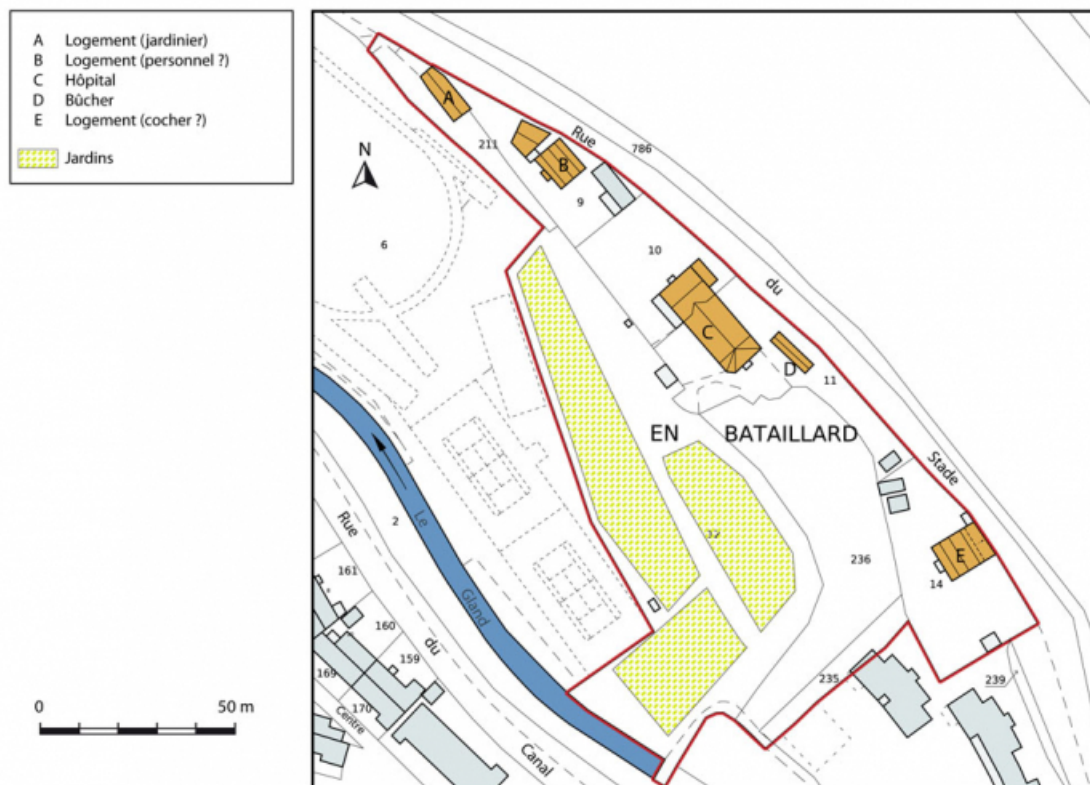 A Logement (jardinier)
B Logement (personnel ?)
C Hôpital
D Bûcher
E Logement (cocher ?)
Jardins
N
A
211
Rue
786
B
9
6
10
du
C
D
11
EN BATAILLARD
Stade
2
Le
32
236
E
14
Rue
161
Gland
160
du
159
169
170
235
239
Centre
Canal
0 50 m